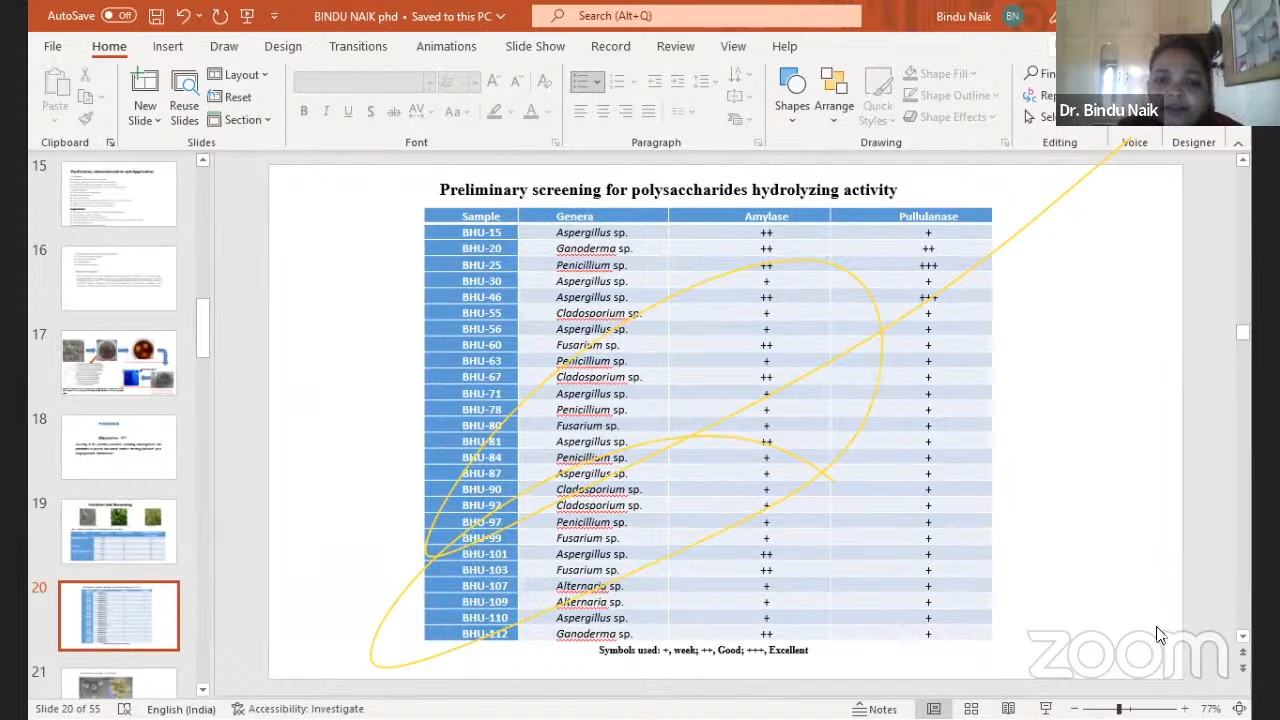 AutoSave Off BINDU NAIK phd • Saved to this PC Search (Alt+Q) Bindu Naik BN
File Home Insert Draw Design Transitions Animations Slide Show Record Review View Help
Paste New Slide Reuse Slides Layout Reset Section 22 Shapes Arrange Quick Styles Shape Fill Shape Outline Shape Effects
Clipboard Slides Font Paragraph Drawing Editing Voice Designer
Dr. Bindu Naik
15
16
17
18
19
20
21
Preliminary screening for polysaccharides hydrolyzing activity
Sample Genera Amylase Pullulanase
BHU-15 Aspergillus sp. ++ +
BHU-20 Ganoderma sp. ++ ++
BHU-25 Penicillium sp. ++ +++
BHU-30 Aspergillus sp. + +
BHU-46 Aspergillus sp. ++ +++
BHU-55 Cladosporium sp. + +
BHU-56 Aspergillus sp. + +
BHU-60 Fusarium sp. ++ +
BHU-63 Penicillium sp. + +
BHU-67 Cladosporium sp. ++ +
BHU-71 Aspergillus sp. + +
BHU-78 Penicillium sp. + +
BHU-80 Fusarium sp. + +
BHU-81 Aspergillus sp. ++ +
BHU-84 Penicillium sp. + +
BHU-87 Aspergillus sp. + +
BHU-90 Cladosporium sp. + +
BHU-92 Cladosporium sp. + +
BHU-97 Penicillium sp. + +
BHU-99 Fusarium sp. + +
BHU-101 Aspergillus sp. ++ +
BHU-103 Fusarium sp. ++ +
BHU-107 Alternaria sp. + +
BHU-109 Alternaria sp. + +
BHU-110 Aspergillus sp. + +
BHU-112 Ganoderma sp. ++ +
Symbols used: +, week; ++, Good; +++, Excellent
zoom
Slide 20 of 55 English (India) Accessibility: Investigate Notes 77%